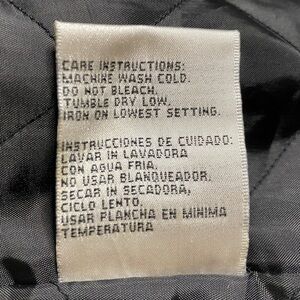 CARE INSTRUCTIONS:
MACHINE WASH COLD.
DO NOT BLEACH.
TUMBLE DRY LOW.
IRON ON LOWEST SETTING.
INSTRUCCIONES DE CUIDADO:
LAVAR IN LAVADORA
CON AGUA FRIA.
NO USAR BLANQUEADOR.
SECAR IN SECADORA,
CICLO LENTO.
USAR PLANCHA EN MINIMA
TEMPERATURA